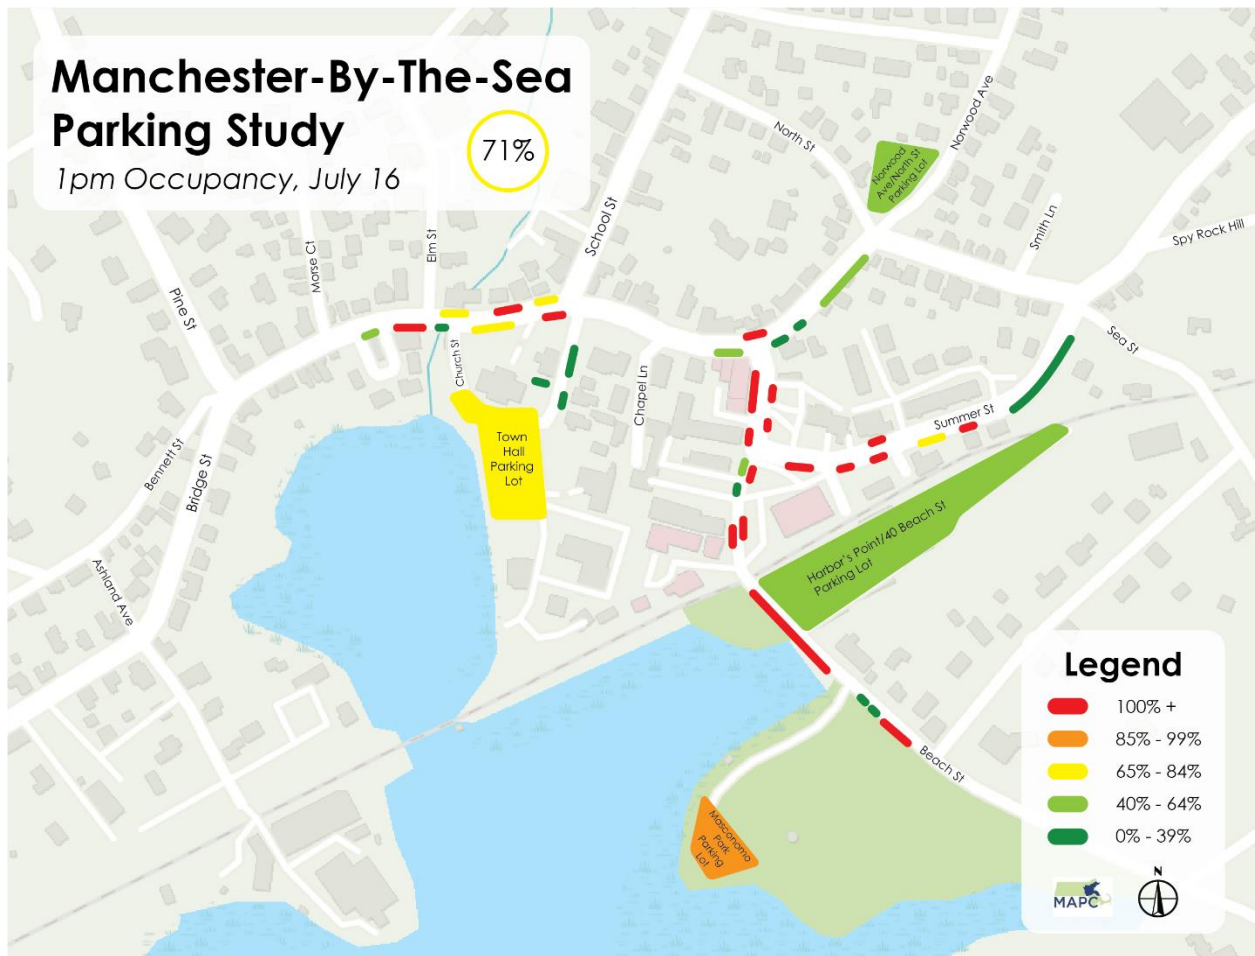 Manchester-By-The-Sea
Parking Study
1pm Occupancy, July 16
71%
North St
Norwood Ave
Norwood
Ave/North St
Parking Lot
School St
Smith Ln
Spy Rock Hill
Elm St
Morse Ct
Pine St
Sea St
Church St
Chapel Ln
Summer St
Bennett St
Bridge St
Town
Hall
Parking
Lot
Harbor's Point/40 Beach St
Parking Lot
Ashland Ave
Beach St
Masconomo
Park
Parking
Lot
Legend
100% +
85% - 99%
65% - 84%
40% - 64%
0% - 39%
MAPC
N